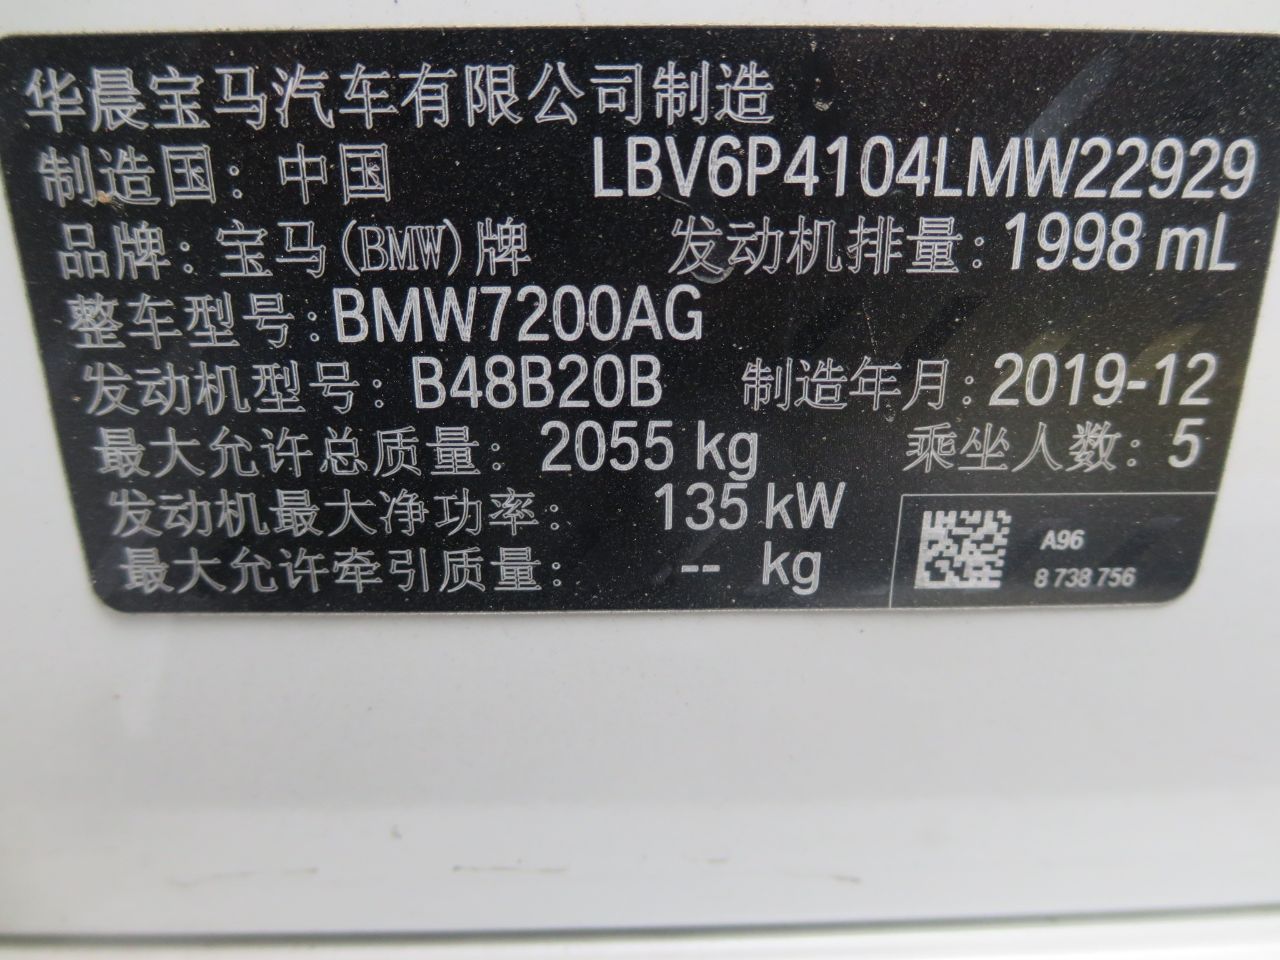 华晨宝马汽车有限公司制造
制造国：中国 LBV6P4104LMW22929
品牌：宝马(BMW)牌 发动机排量：1998 mL
整车型号：BMW7200AG
发动机型号：B48B20B 制造年月：2019-12
最大允许总质量：2055 kg 乘坐人数：5
发动机最大净功率：135 kW
最大允许牵引质量：-- kg
A96
8 738 756